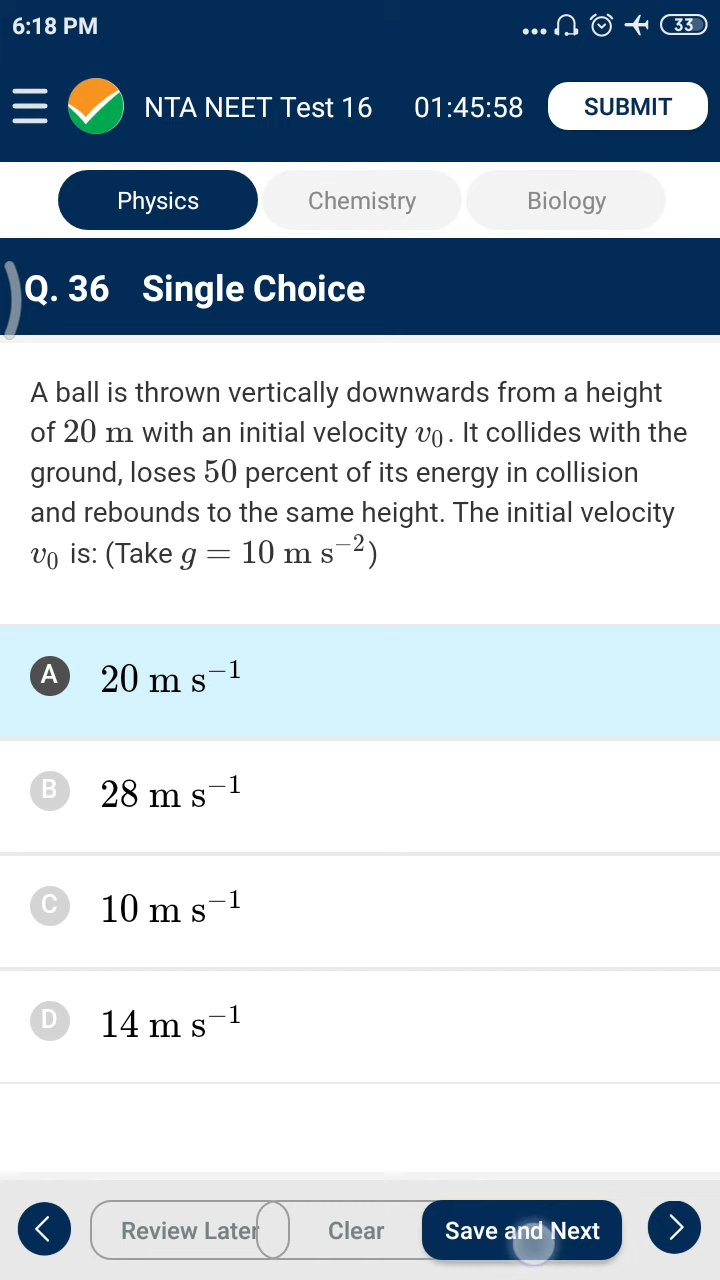 6:18 PM
33
NTA NEET Test 16 01:45:58 SUBMIT
Physics Chemistry Biology
Q. 36 Single Choice
A ball is thrown vertically downwards from a height
of 20 m with an initial velocity v₀. It collides with the
ground, loses 50 percent of its energy in collision
and rebounds to the same height. The initial velocity
v₀ is: (Take g = 10 m s⁻²)
A 20 m s⁻¹
B 28 m s⁻¹
C 10 m s⁻¹
D 14 m s⁻¹
Review Later Clear Save and Next